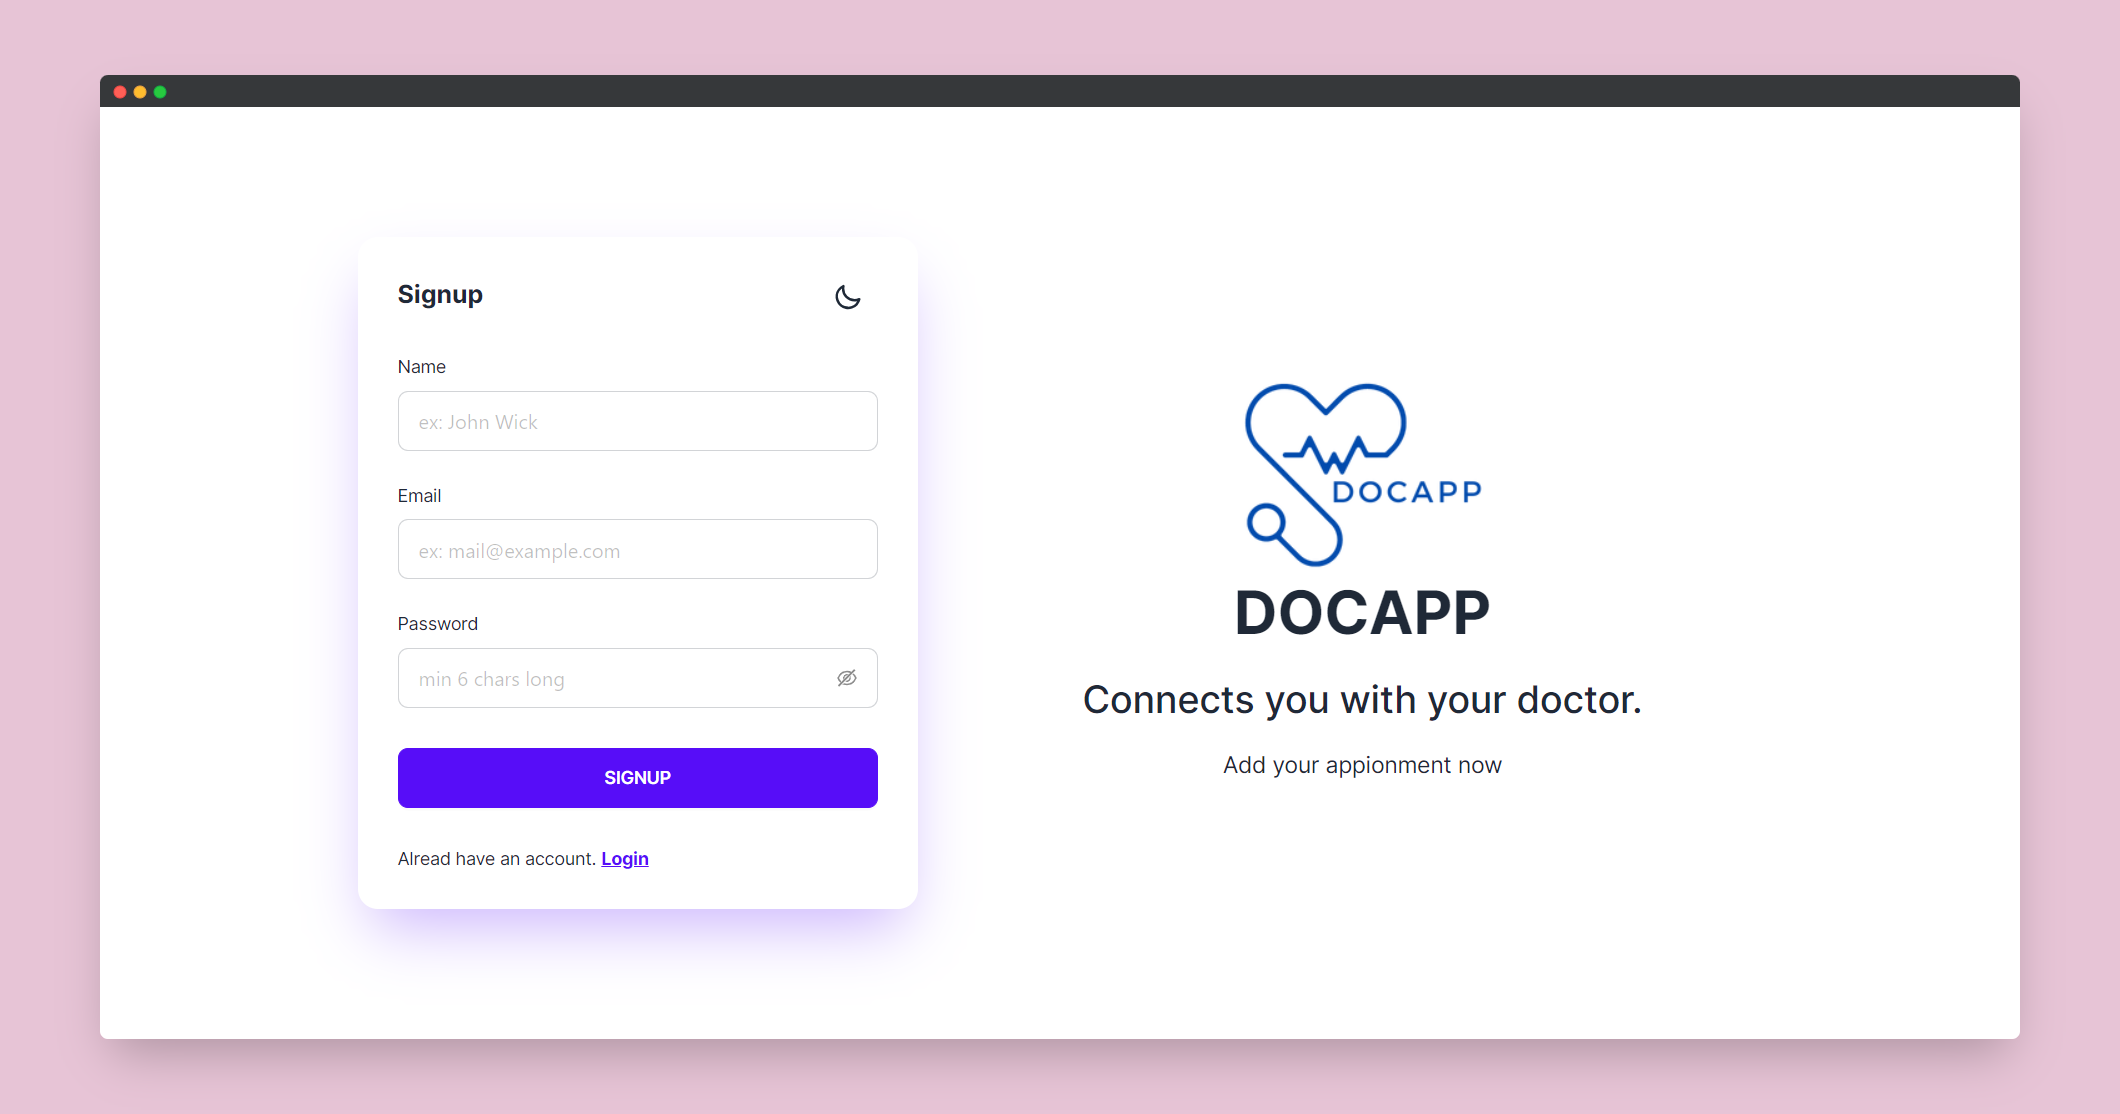 Signup
Name
ex: John Wick
Email
ex: mail@example.com
Password
min 6 chars long
SIGNUP
Alread have an account. Login
DOCAPP
DOCAPP
Connects you with your doctor.
Add your appionment now